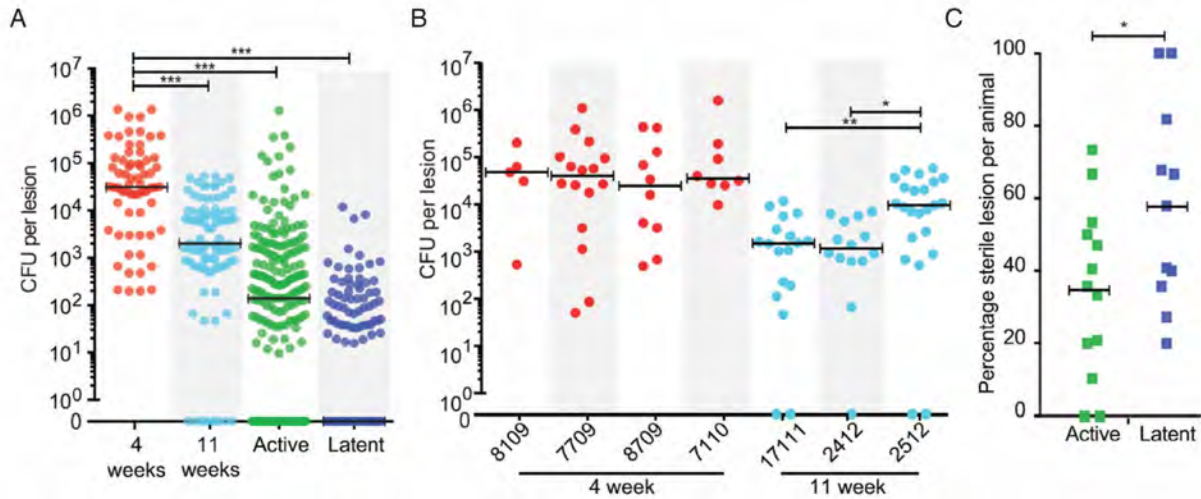 A
***
***
***
CFU per lesion
10^7
10^6
10^5
10^4
10^3
10^2
10^1
10^0
0
4 weeks
11 weeks
Active
Latent
B
*
**
CFU per lesion
10^7
10^6
10^5
10^4
10^3
10^2
10^1
10^0
0
8109
7709
8709
7110
17111
2412
2512
4 week
11 week
C
*
Percentage sterile lesion per animal
100
80
60
40
20
0
Active
Latent